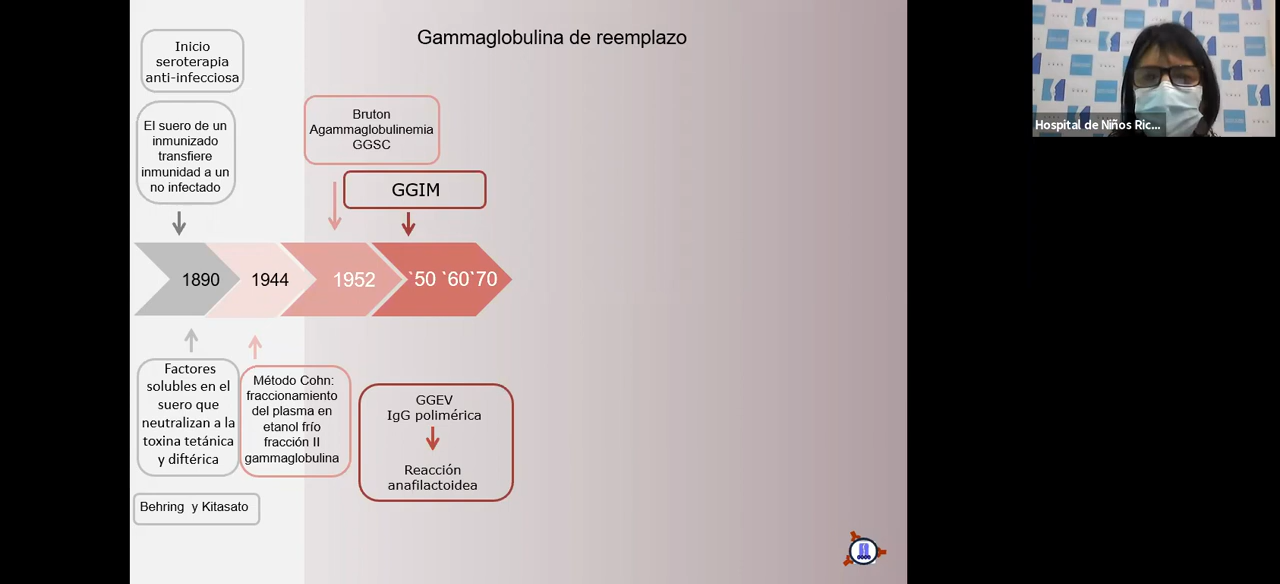 Gammaglobulina de reemplazo
Inicio
seroterapia
anti-infecciosa
El suero de un
inmunizado
transfiere
inmunidad a un
no infectado
Bruton
Agammaglobulinemia
GGSC
GGIM
1890
1944
1952
`50 `60`70
Factores
solubles en el
suero que
neutralizan a la
toxina tetánica
y diftérica
Método Cohn:
fraccionamiento
del plasma en
etanol frío
fracción II
gammaglobulina
GGEV
IgG polimérica
Reacción
anafilactoidea
Behring y Kitasato
Hospital de Niños Ric...